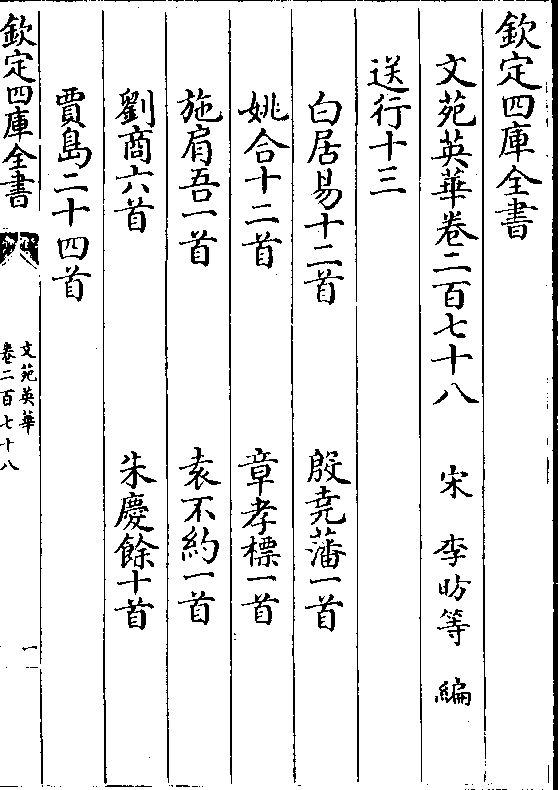 欽定四庫全書
文苑英華卷二百七十八　宋　李昉等　編
送行十三
白居易十二首　殷堯藩一首
姚合十二首　章孝標一首
施肩吾一首　袁不約一首
劉商六首　朱慶餘十首
賈島二十四首
欽定四庫全書
文苑英華
卷二百七十八
一